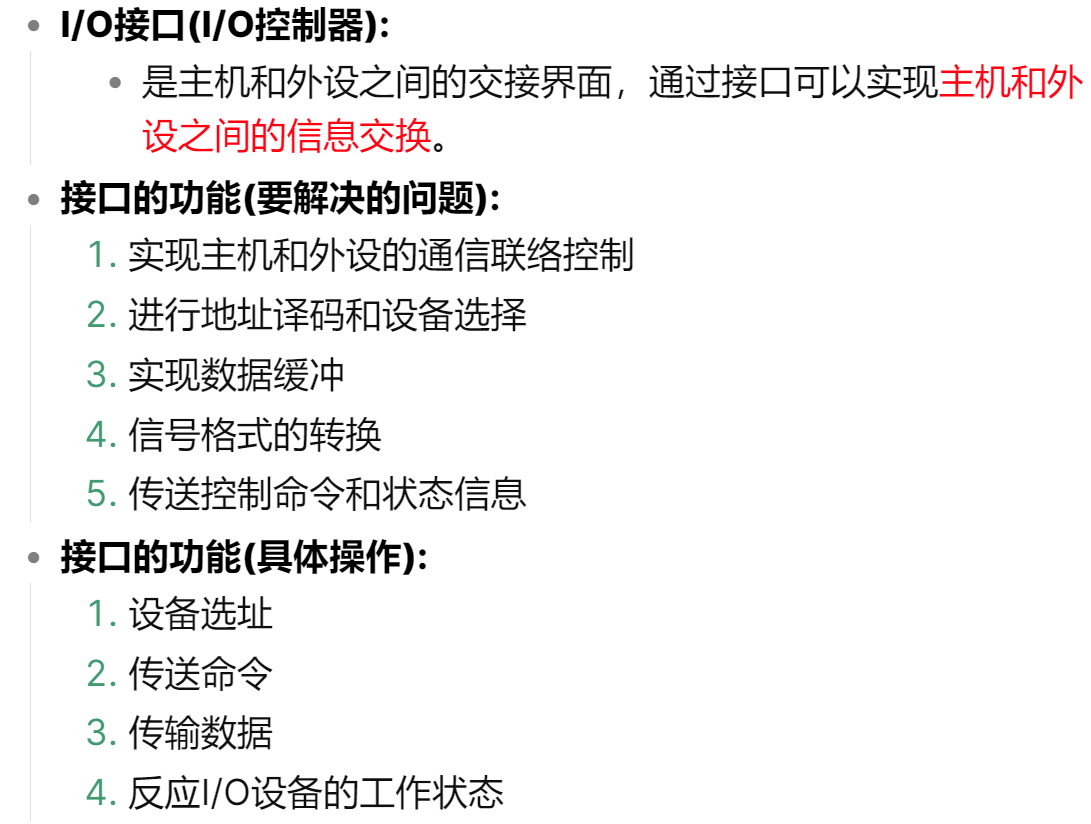 I/O接口(I/O控制器):
是主机和外设之间的交接界面，通过接口可以实现主机和外
设之间的信息交换。
接口的功能(要解决的问题):
1. 实现主机和外设的通信联络控制
2. 进行地址译码和设备选择
3. 实现数据缓冲
4. 信号格式的转换
5. 传送控制命令和状态信息
接口的功能(具体操作):
1. 设备选址
2. 传送命令
3. 传输数据
4. 反应I/O设备的工作状态